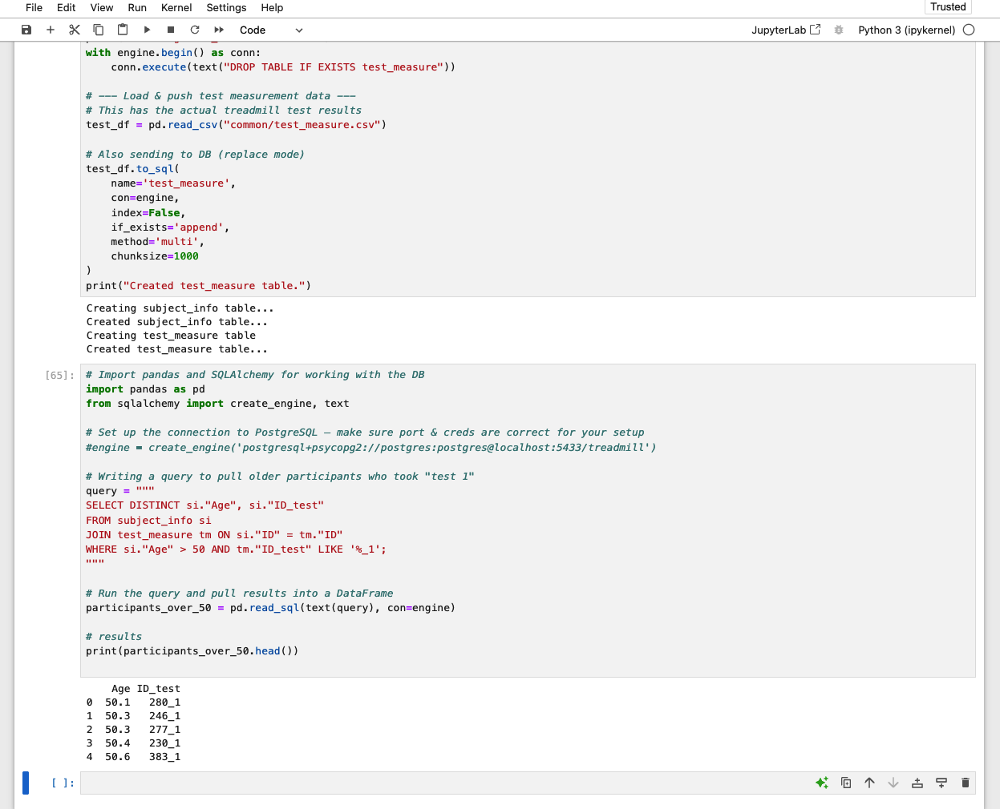 File Edit View Run Kernel Settings Help Trusted
Code JupyterLab Python 3 (ipykernel)
with engine.begin() as conn:
    conn.execute(text("DROP TABLE IF EXISTS test_measure"))
# --- Load & push test measurement data ---
# This has the actual treadmill test results
test_df = pd.read_csv("common/test_measure.csv")
# Also sending to DB (replace mode)
test_df.to_sql(
    name='test_measure',
    con=engine,
    index=False,
    if_exists='append',
    method='multi',
    chunksize=1000
)
print("Created test_measure table.")
Creating subject_info table...
Created subject_info table...
Creating test_measure table
Created test_measure table...
[65]:
# Import pandas and SQLAlchemy for working with the DB
import pandas as pd
from sqlalchemy import create_engine, text
# Set up the connection to PostgreSQL – make sure port & creds are correct for your setup
#engine = create_engine('postgresql+psycopg2://postgres:postgres@localhost:5433/treadmill')
# Writing a query to pull older participants who took "test 1"
query = """
SELECT DISTINCT si."Age", si."ID_test"
FROM subject_info si
JOIN test_measure tm ON si."ID" = tm."ID"
WHERE si."Age" > 50 AND tm."ID_test" LIKE '%_1';
"""
# Run the query and pull results into a DataFrame
participants_over_50 = pd.read_sql(text(query), con=engine)
# results
print(participants_over_50.head())
    Age ID_test
0  50.1   280_1
1  50.3   246_1
2  50.3   277_1
3  50.4   230_1
4  50.6   383_1
[ ]: